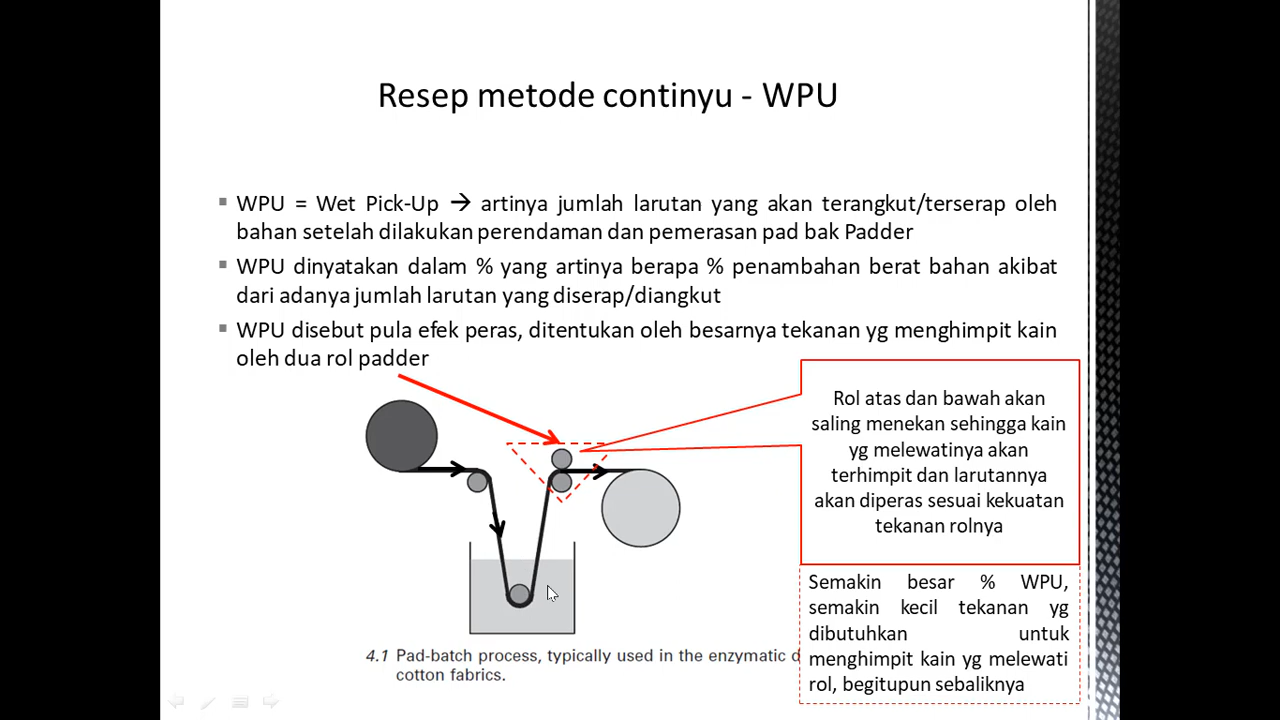 Resep metode continyu - WPU
▪ WPU = Wet Pick-Up → artinya jumlah larutan yang akan terangkut/terserap oleh
bahan setelah dilakukan perendaman dan pemerasan pad bak Padder
▪ WPU dinyatakan dalam % yang artinya berapa % penambahan berat bahan akibat
dari adanya jumlah larutan yang diserap/diangkut
▪ WPU disebut pula efek peras, ditentukan oleh besarnya tekanan yg menghimpit kain
oleh dua rol padder
Rol atas dan bawah akan
saling menekan sehingga kain
yg melewatinya akan
terhimpit dan larutannya
akan diperas sesuai kekuatan
tekanan rolnya
Semakin besar % WPU,
semakin kecil tekanan yg
dibutuhkan untuk
menghimpit kain yg melewati
rol, begitupun sebaliknya
4.1 Pad-batch process, typically used in the enzymatic d
cotton fabrics.